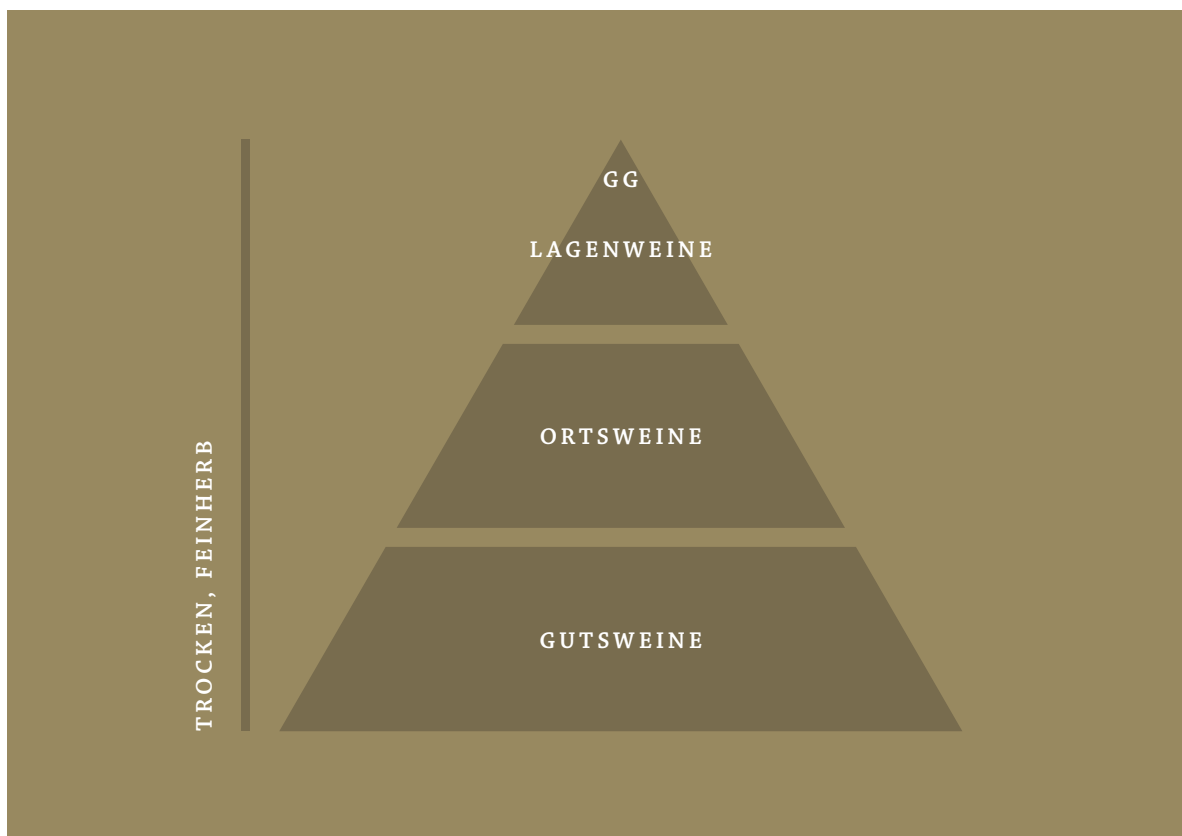 GG
LAGENWEINE
ORTSWEINE
GUTSWEINE
TROCKEN, FEINHERB